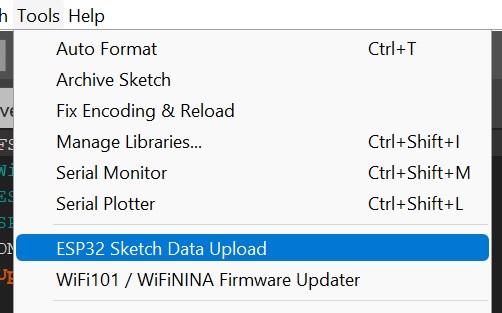 Tools Help
Auto Format Ctrl+T
Archive Sketch
Fix Encoding & Reload
Manage Libraries... Ctrl+Shift+I
Serial Monitor Ctrl+Shift+M
Serial Plotter Ctrl+Shift+L
ESP32 Sketch Data Upload
WiFi101 / WiFiNINA Firmware Updater